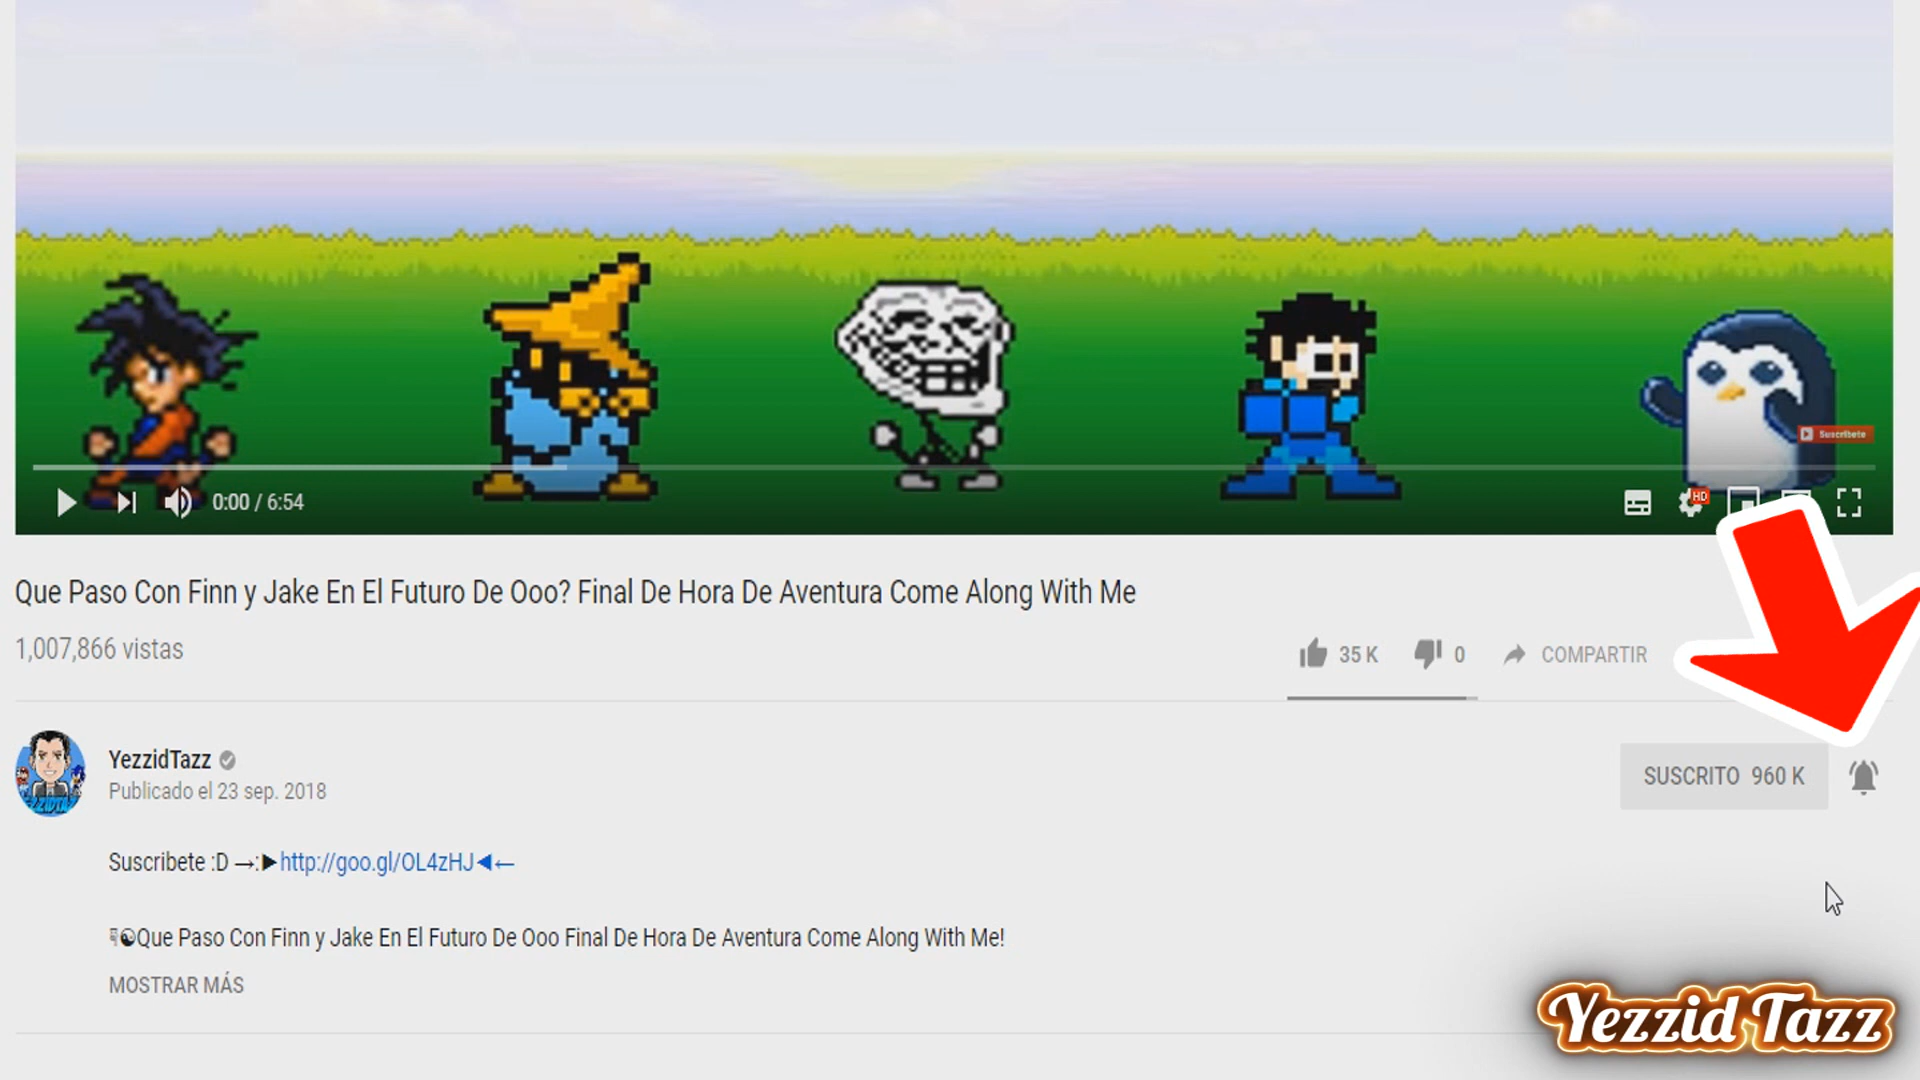 Suscribete
0:00 / 6:54
HD
Que Paso Con Finn y Jake En El Futuro De Ooo? Final De Hora De Aventura Come Along With Me
1,007,866 vistas
35 K
0
COMPARTIR
YezzidTazz
Publicado el 23 sep. 2018
SUSCRITO 960 K
Suscribete :D →:►http://goo.gl/OL4zHJ◄←
☟☯Que Paso Con Finn y Jake En El Futuro De Ooo Final De Hora De Aventura Come Along With Me!
MOSTRAR MÁS
Yezzid Tazz